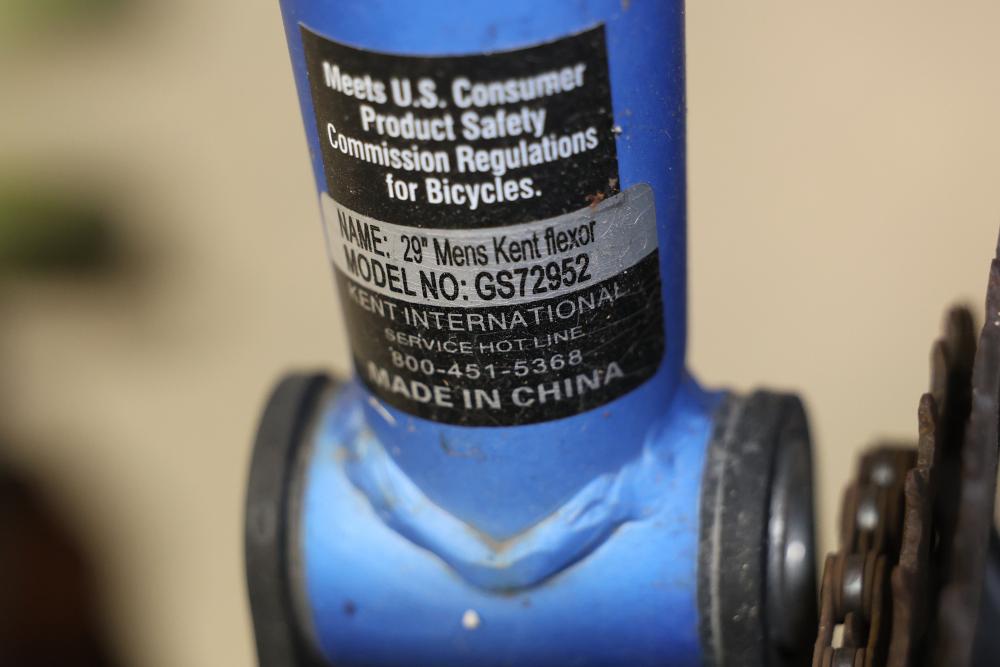 Meets U.S. Consumer
Product Safety
Commission Regulations
for Bicycles.
NAME: 29" Mens Kent flexor
MODEL NO: GS72952
KENT INTERNATIONAL
SERVICE HOT LINE
800-451-5368
MADE IN CHINA